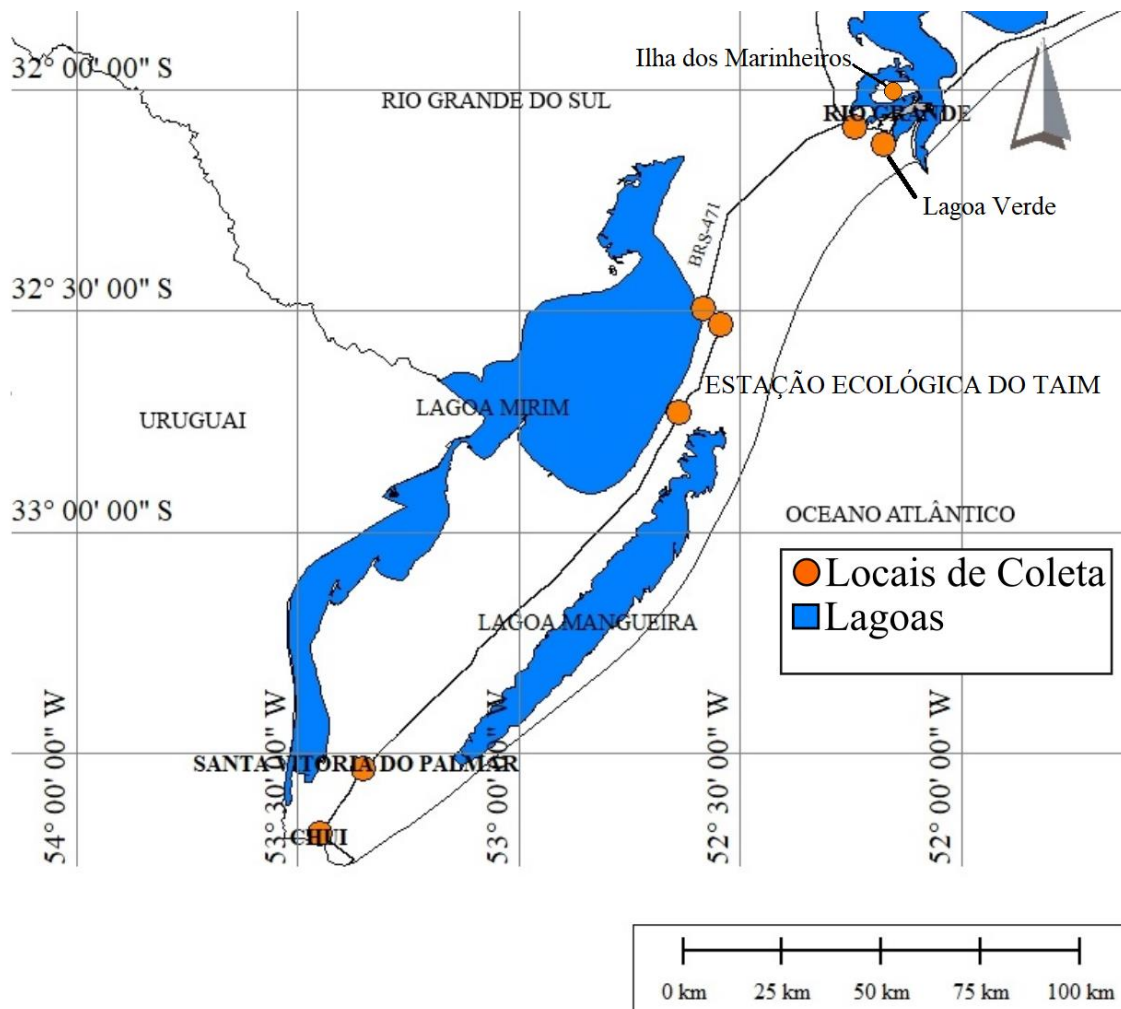 Ilha dos Marinheiros
32° 00' 00" S
RIO GRANDE DO SUL
RIO GRANDE
Lagoa Verde
BRS-471
32° 30' 00" S
ESTAÇÃO ECOLÓGICA DO TAIM
LAGOA MIRIM
URUGUAI
33° 00' 00" S
OCEANO ATLÂNTICO
Locais de Coleta
Lagoas
LAGOA MANGUEIRA
SANTA VITÓRIA DO PALMAR
CHUI
54° 00' 00" W
53° 30' 00" W
53° 00' 00" W
52° 30' 00" W
52° 00' 00" W
0 km 25 km 50 km 75 km 100 km